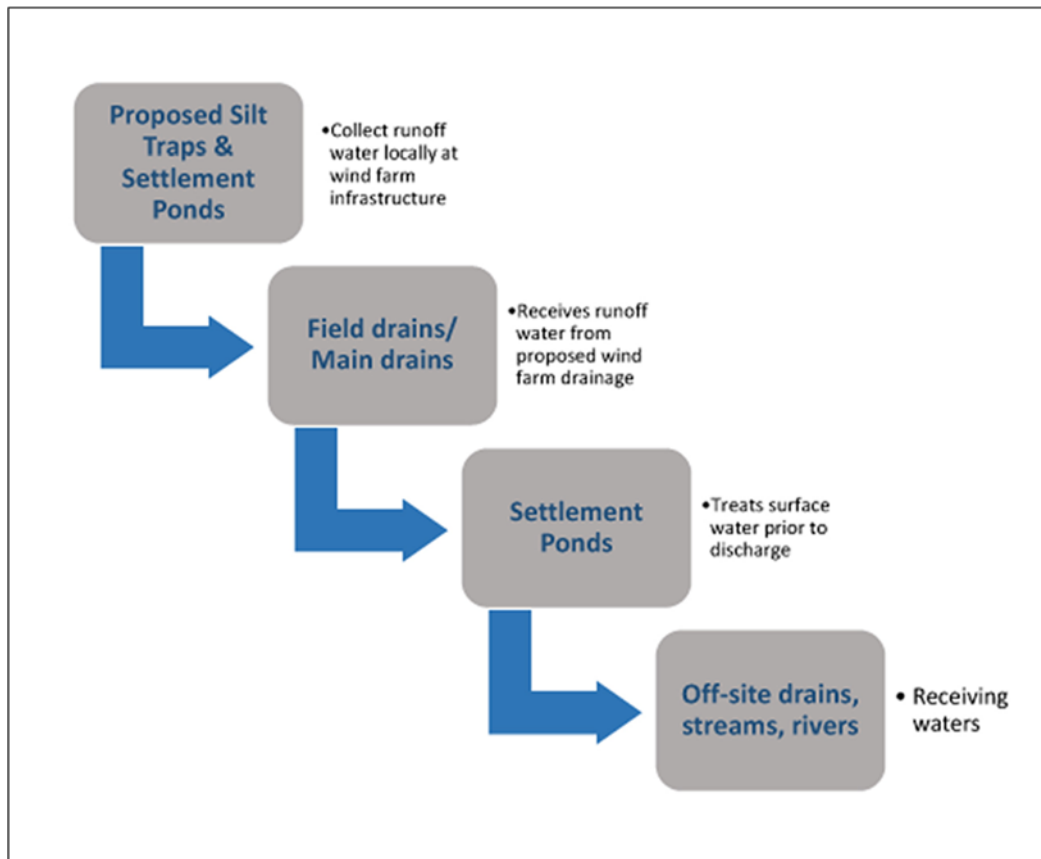 Proposed Silt
Traps &
Settlement
Ponds
•Collect runoff
water locally at
wind farm
infrastructure
Field drains/
Main drains
•Receives runoff
water from
proposed wind
farm drainage
Settlement
Ponds
•Treats surface
water prior to
discharge
Off-site drains,
streams, rivers
• Receiving
waters